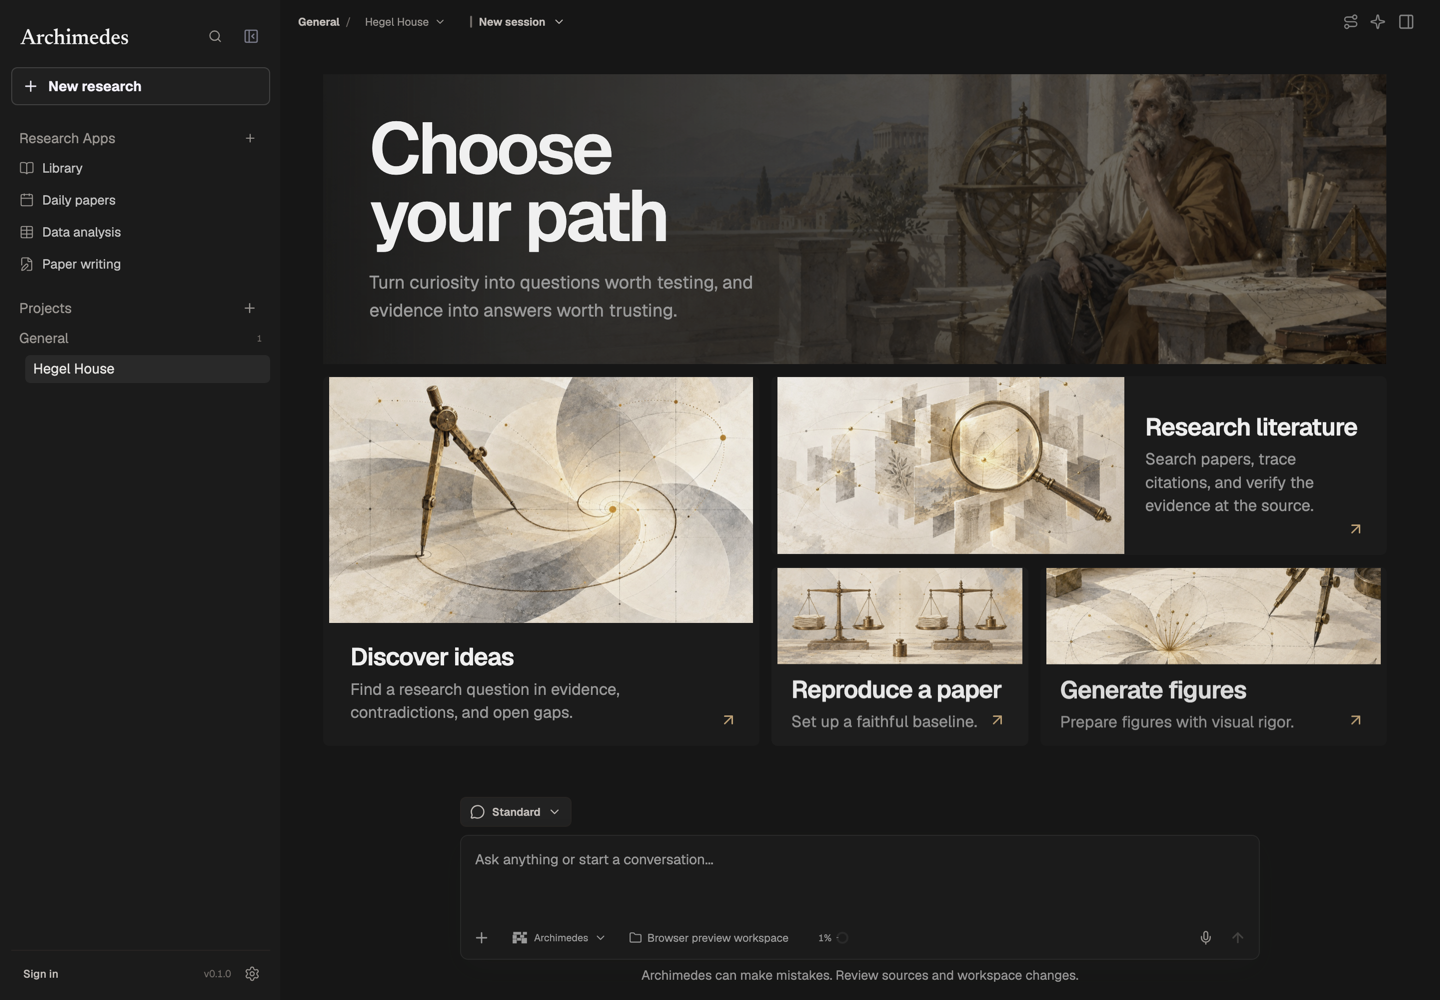 Archimedes
New research
Research Apps
Library
Daily papers
Data analysis
Paper writing
Projects
General
1
Hegel House
Sign in
v0.1.0
General / Hegel House
New session
Choose
your path
Turn curiosity into questions worth testing, and
evidence into answers worth trusting.
Discover ideas
Find a research question in evidence,
contradictions, and open gaps.
Research literature
Search papers, trace
citations, and verify the
evidence at the source.
Reproduce a paper
Set up a faithful baseline.
Generate figures
Prepare figures with visual rigor.
Standard
Ask anything or start a conversation...
Archimedes
Browser preview workspace
1%
Archimedes can make mistakes. Review sources and workspace changes.